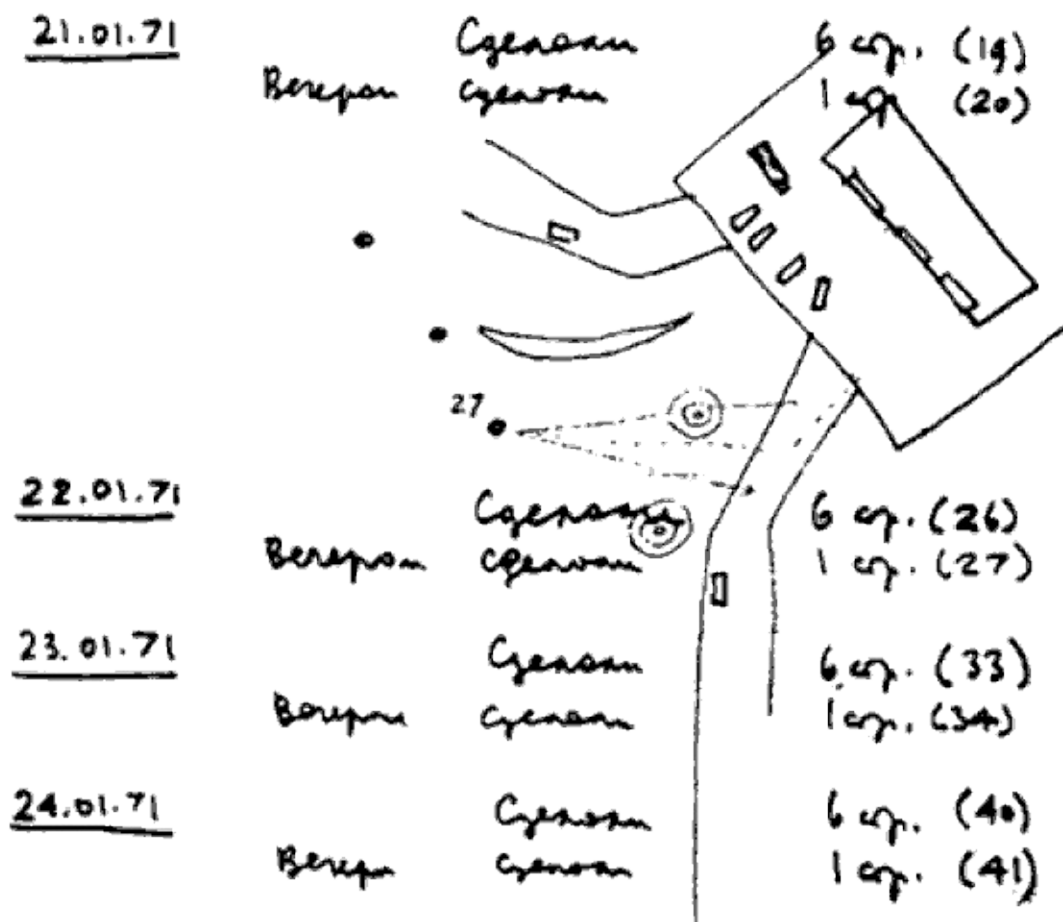 21.01.71 Сделали 6 стр. (19)
Вечером сделали 1 стр. (20)
27
22.01.71 Сделали 6 стр. (26)
Вечером сделали 1 стр. (27)
23.01.71 Сделали 6 стр. (33)
Вечером сделали 1 стр. (34)
24.01.71 Сделали 6 стр. (40)
Вечером сделали 1 стр. (41)